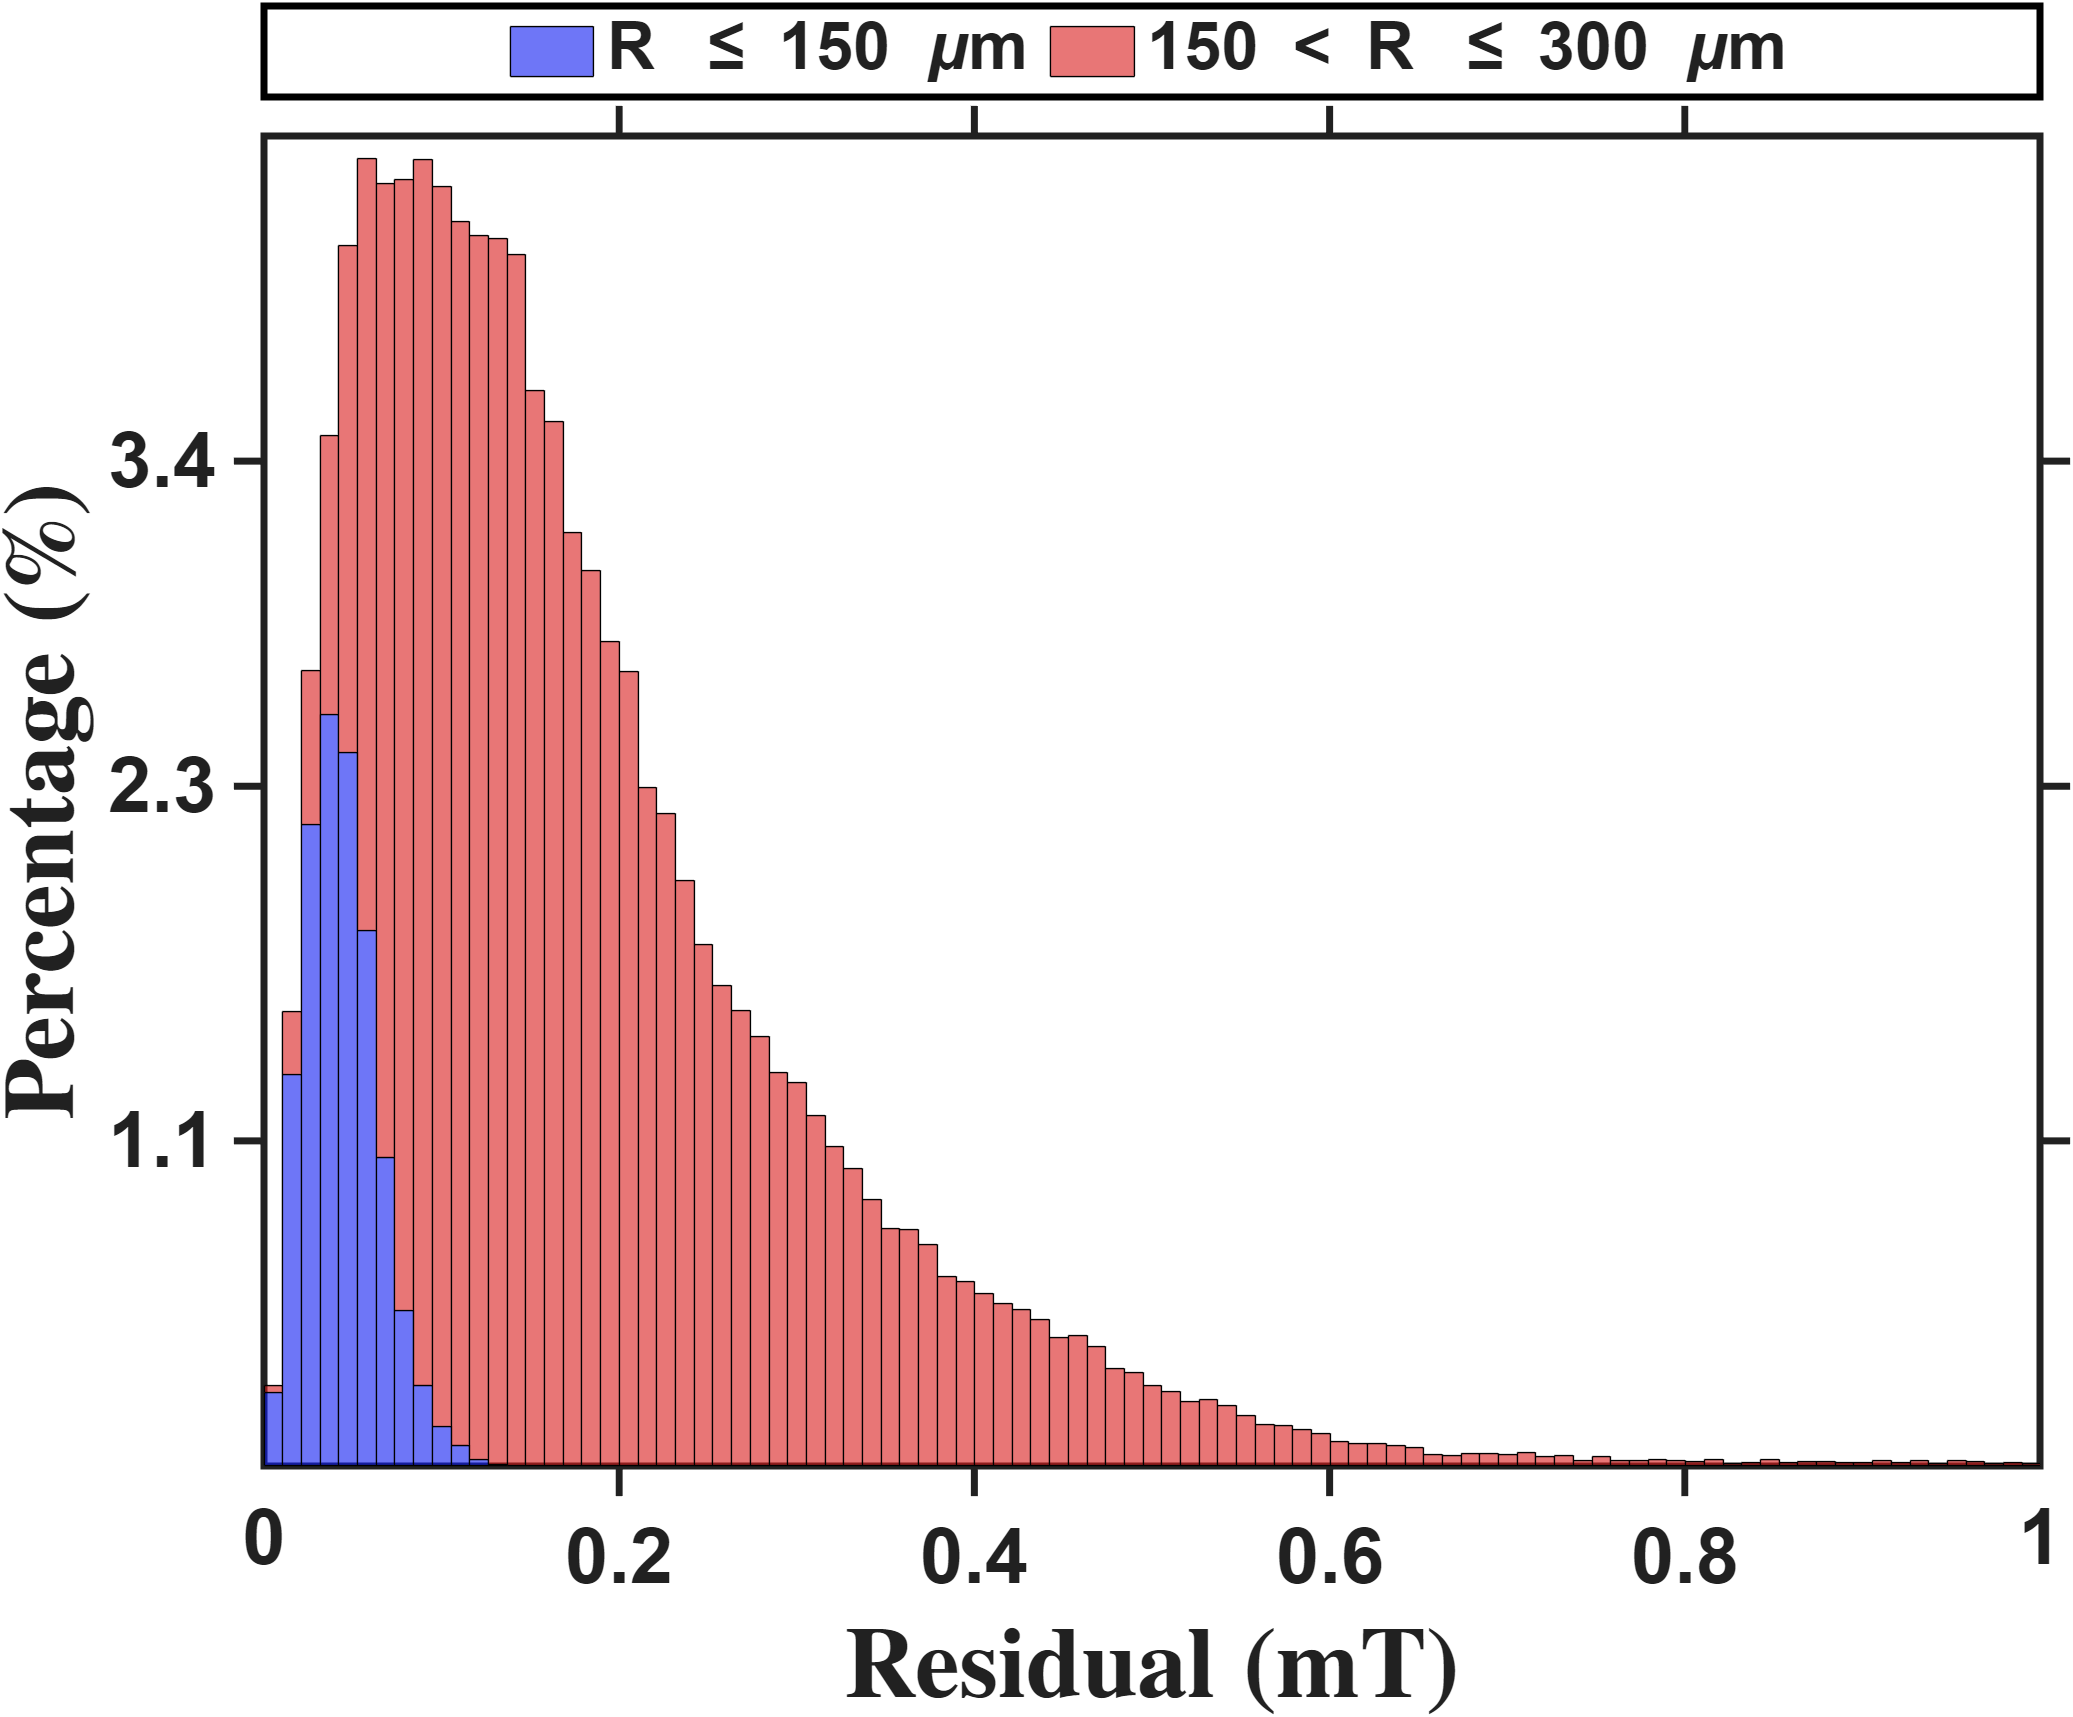 R ≤ 150 µm 150 < R ≤ 300 µm
3.4
2.3
1.1
Percentage (%)
0 0.2 0.4 0.6 0.8 1
Residual (mT)